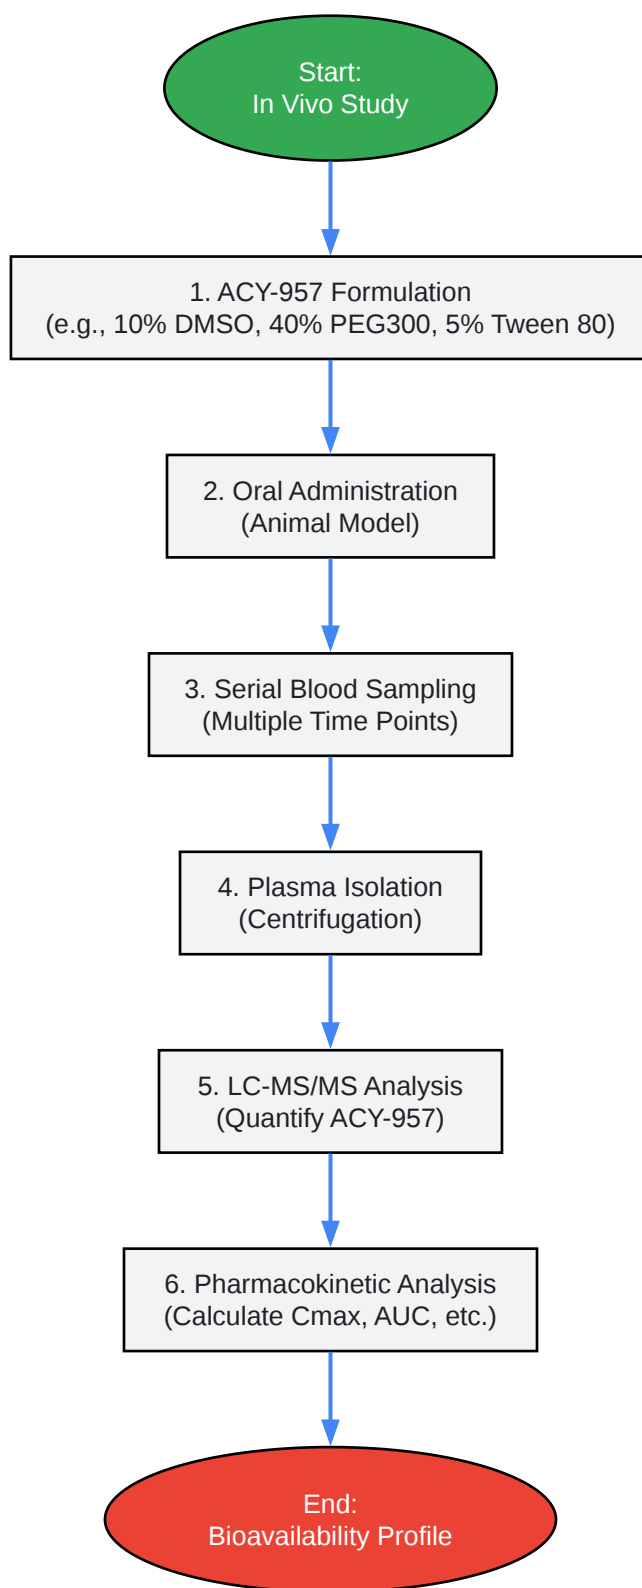 Start:
In Vivo Study
1. ACY-957 Formulation
(e.g., 10% DMSO, 40% PEG300, 5% Tween 80)
2. Oral Administration
(Animal Model)
3. Serial Blood Sampling
(Multiple Time Points)
4. Plasma Isolation
(Centrifugation)
5. LC-MS/MS Analysis
(Quantify ACY-957)
6. Pharmacokinetic Analysis
(Calculate Cmax, AUC, etc.)
End:
Bioavailability Profile